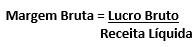 Margem Bruta = Lucro Bruto
Receita Líquida